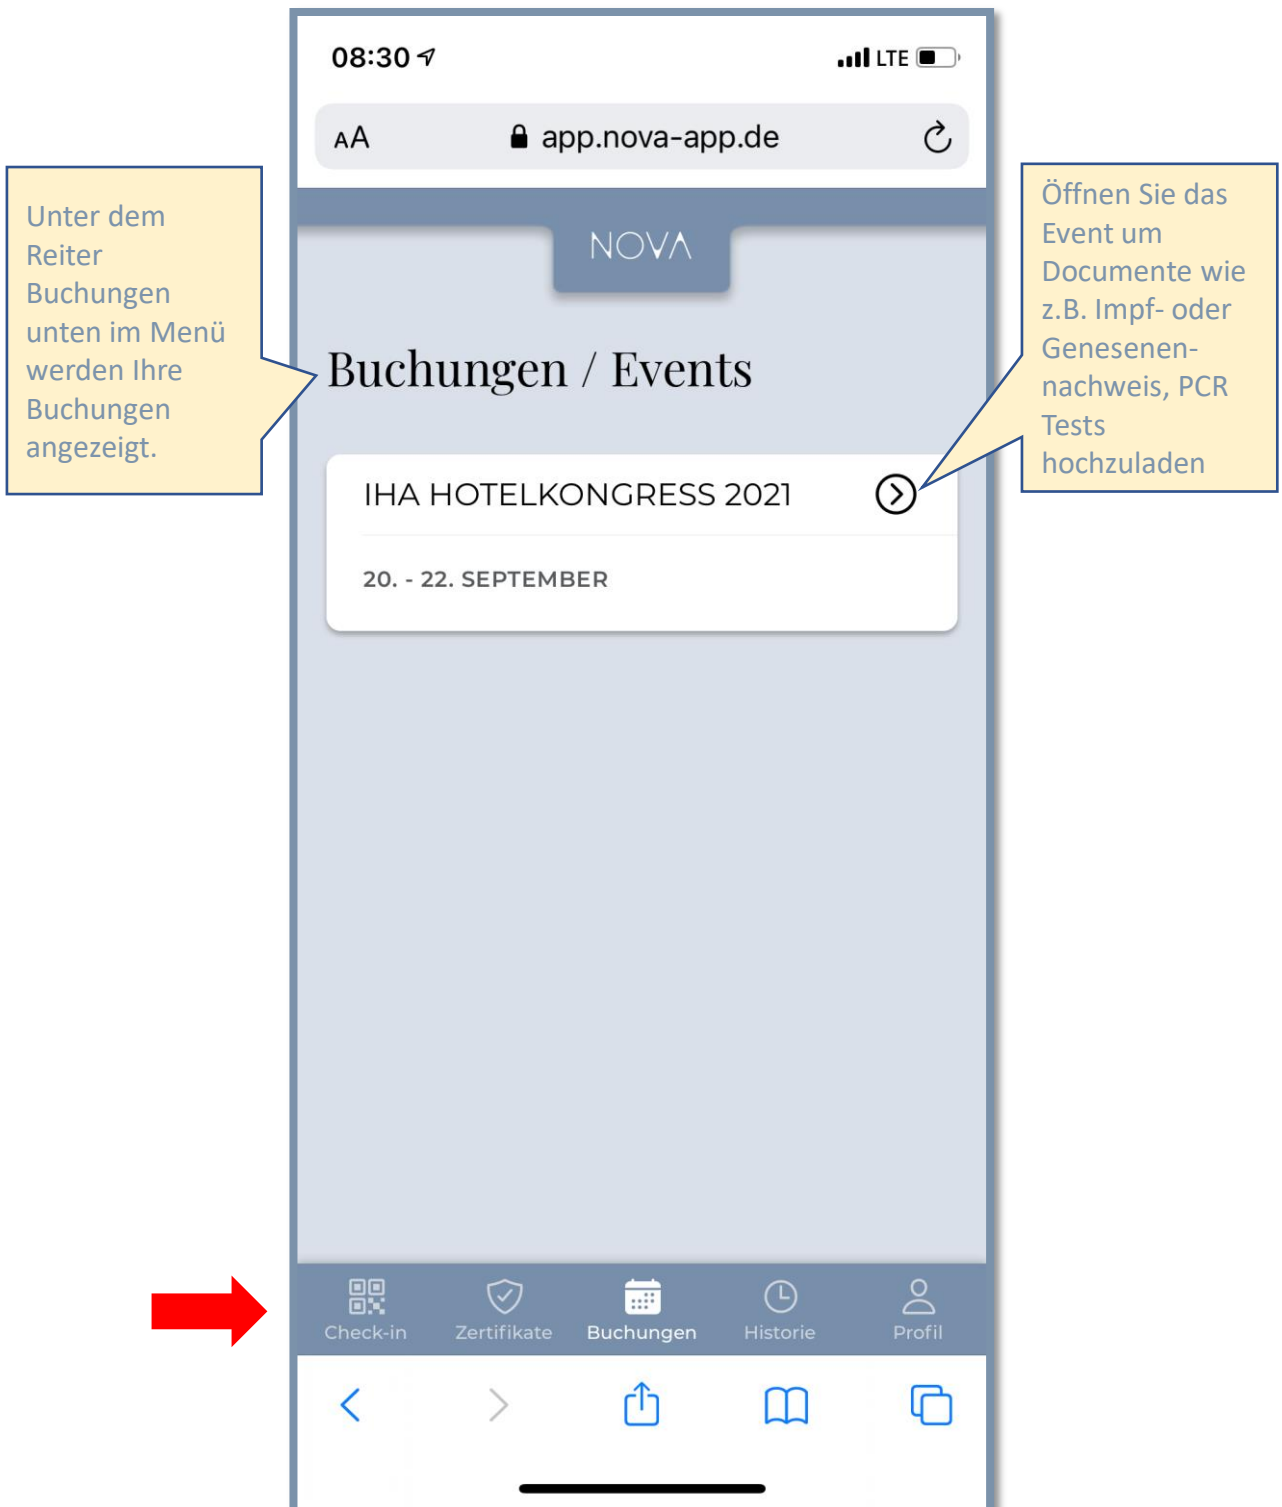 08:30
LTE
AA
app.nova-app.de
NOVA
Unter dem
Reiter
Buchungen
unten im Menü
werden Ihre
Buchungen
angezeigt.
Öffnen Sie das
Event um
Documente wie
z.B. Impf- oder
Genesenen-
nachweis, PCR
Tests
hochzuladen
Buchungen / Events
IHA HOTELKONGRESS 2021
20. - 22. SEPTEMBER
Check-in
Zertifikate
Buchungen
Historie
Profil